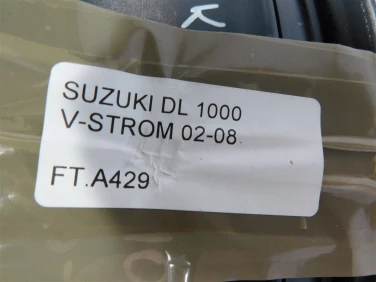 K
SUZUKI DL 1000
V-STROM 02-08
FT.A429